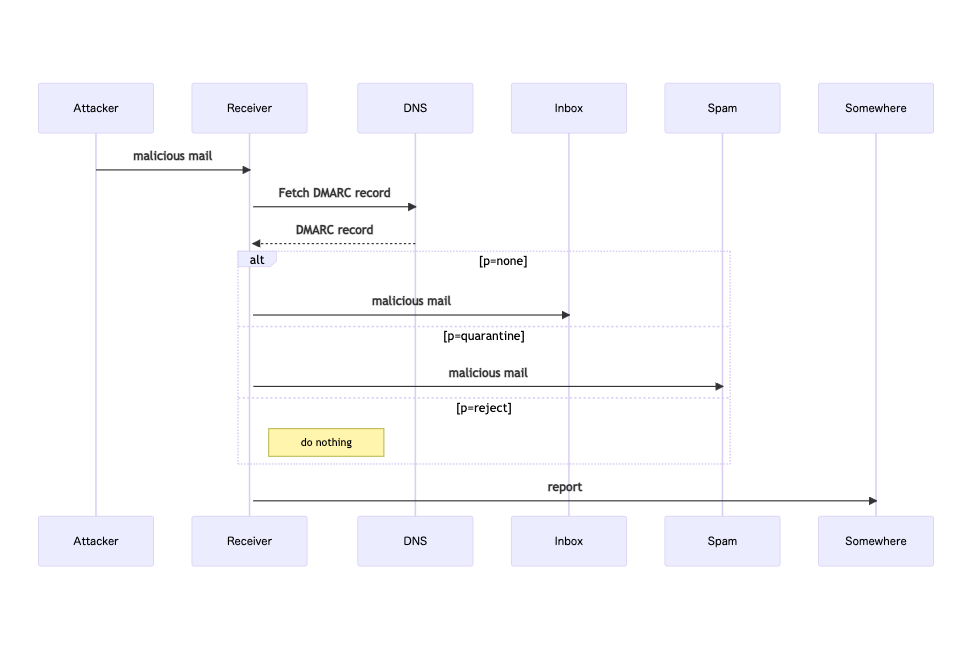 Attacker
Receiver
DNS
Inbox
Spam
Somewhere
malicious mail
Fetch DMARC record
DMARC record
alt
[p=none]
malicious mail
[p=quarantine]
malicious mail
[p=reject]
do nothing
report
Attacker
Receiver
DNS
Inbox
Spam
Somewhere